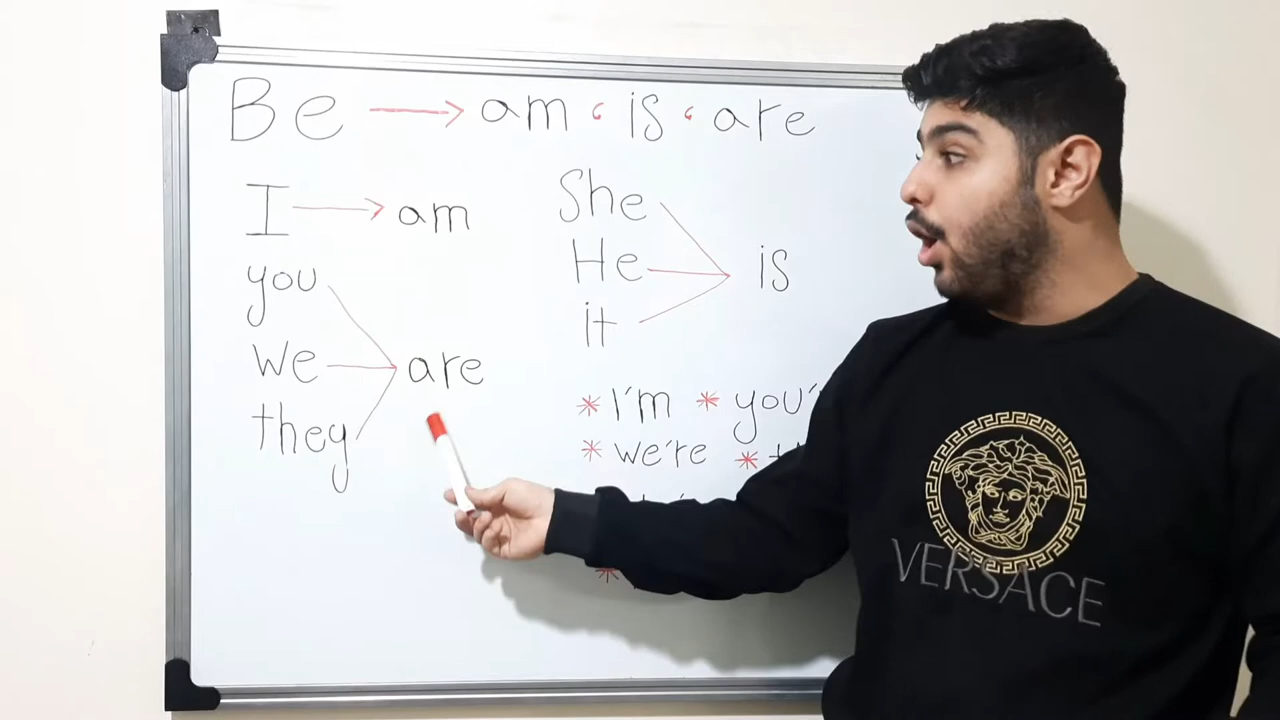 Be → am ، is ، are
I → am
you
we
they
are
She
He
it
is
* I'm * you'r
* we're *
VERSACE